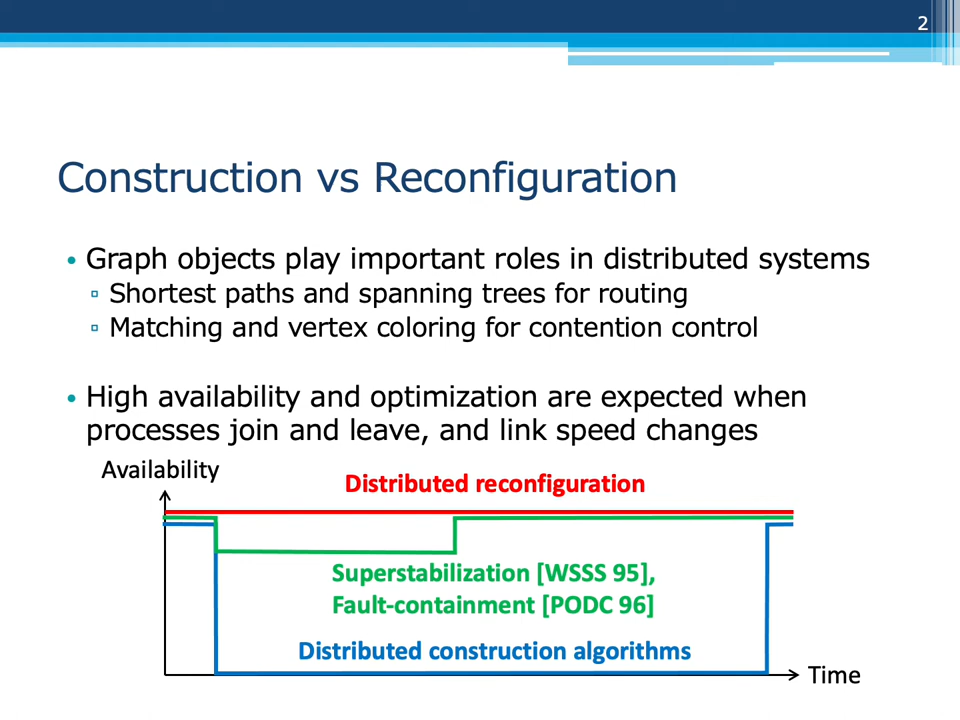 2
Construction vs Reconfiguration
• Graph objects play important roles in distributed systems
▫ Shortest paths and spanning trees for routing
▫ Matching and vertex coloring for contention control
• High availability and optimization are expected when
processes join and leave, and link speed changes
Availability
Distributed reconfiguration
Superstabilization [WSSS 95],
Fault-containment [PODC 96]
Distributed construction algorithms
Time